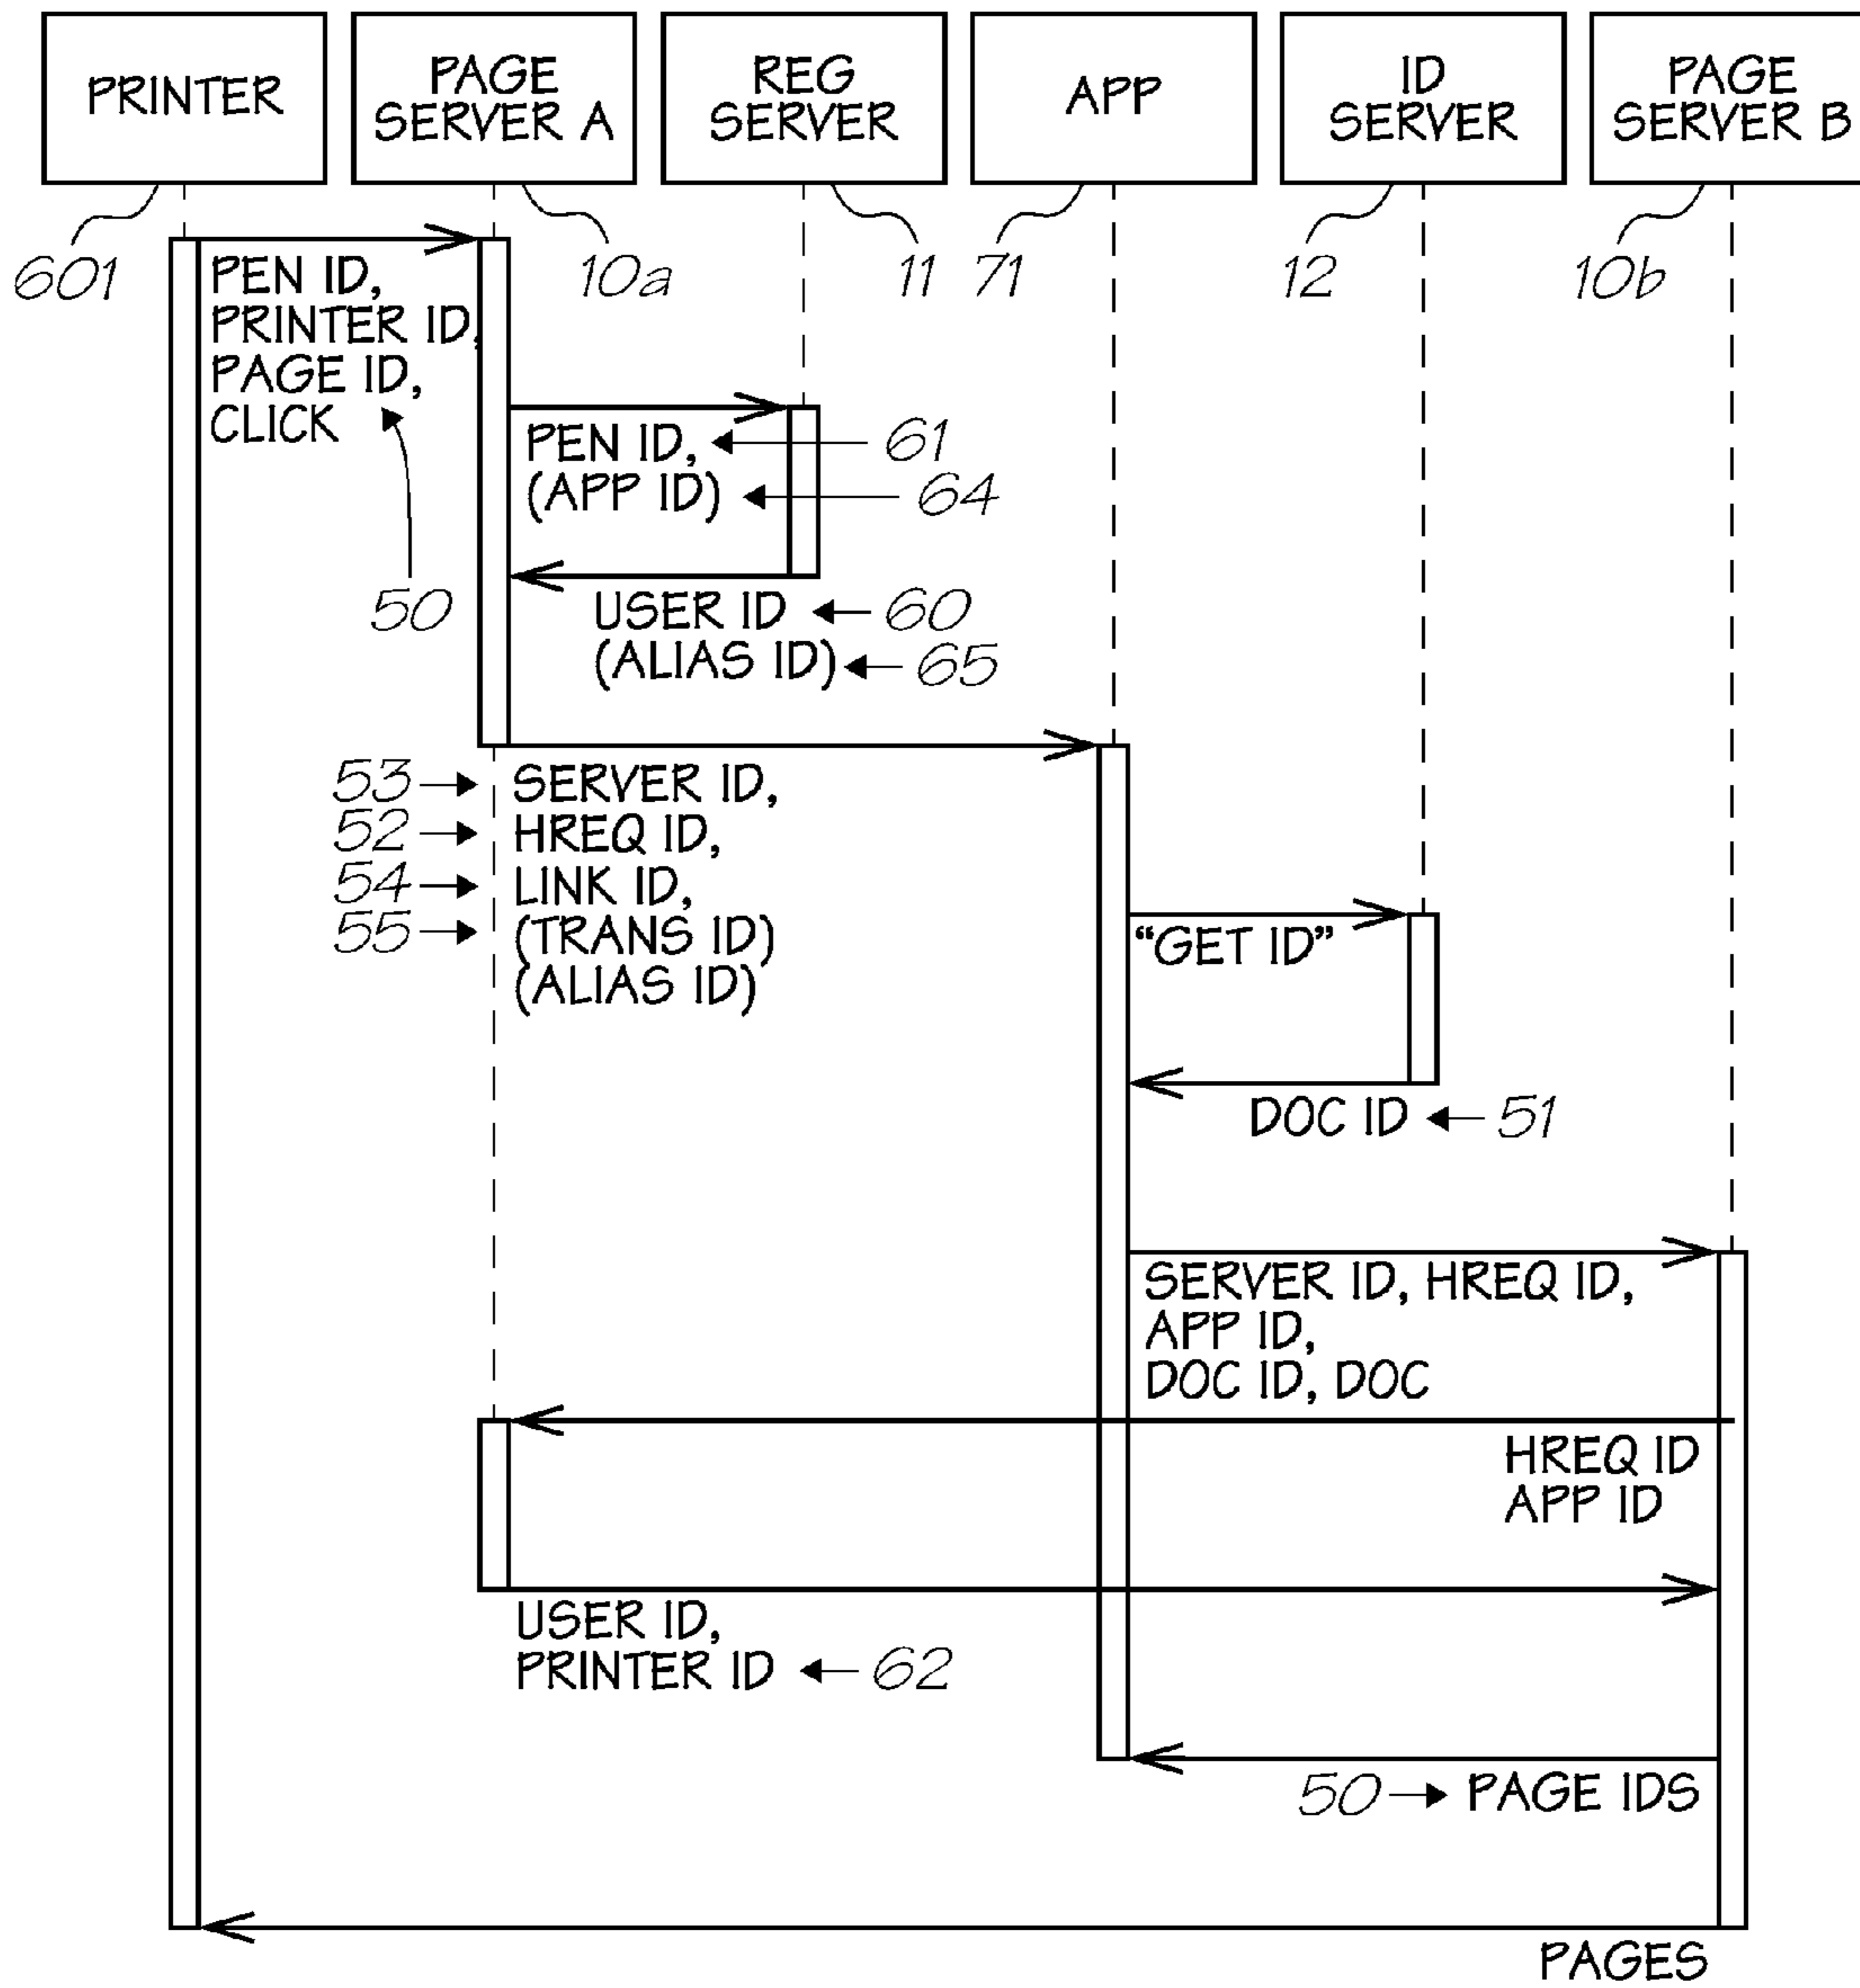 PRINTER
PAGE
SERVER A
REG
SERVER
APP
ID
SERVER
PAGE
SERVER B
601
10a
11
71
12
10b
PEN ID,
PRINTER ID,
PAGE ID,
CLICK
50
PEN ID,
61
(APP ID)
64
USER ID
60
(ALIAS ID)
65
53
SERVER ID,
52
HREQ ID,
54
LINK ID,
55
(TRANS ID)
(ALIAS ID)
"GET ID"
DOC ID
51
SERVER ID, HREQ ID,
APP ID,
DOC ID, DOC
HREQ ID
APP ID
USER ID,
PRINTER ID
62
50
PAGE IDS
PAGES